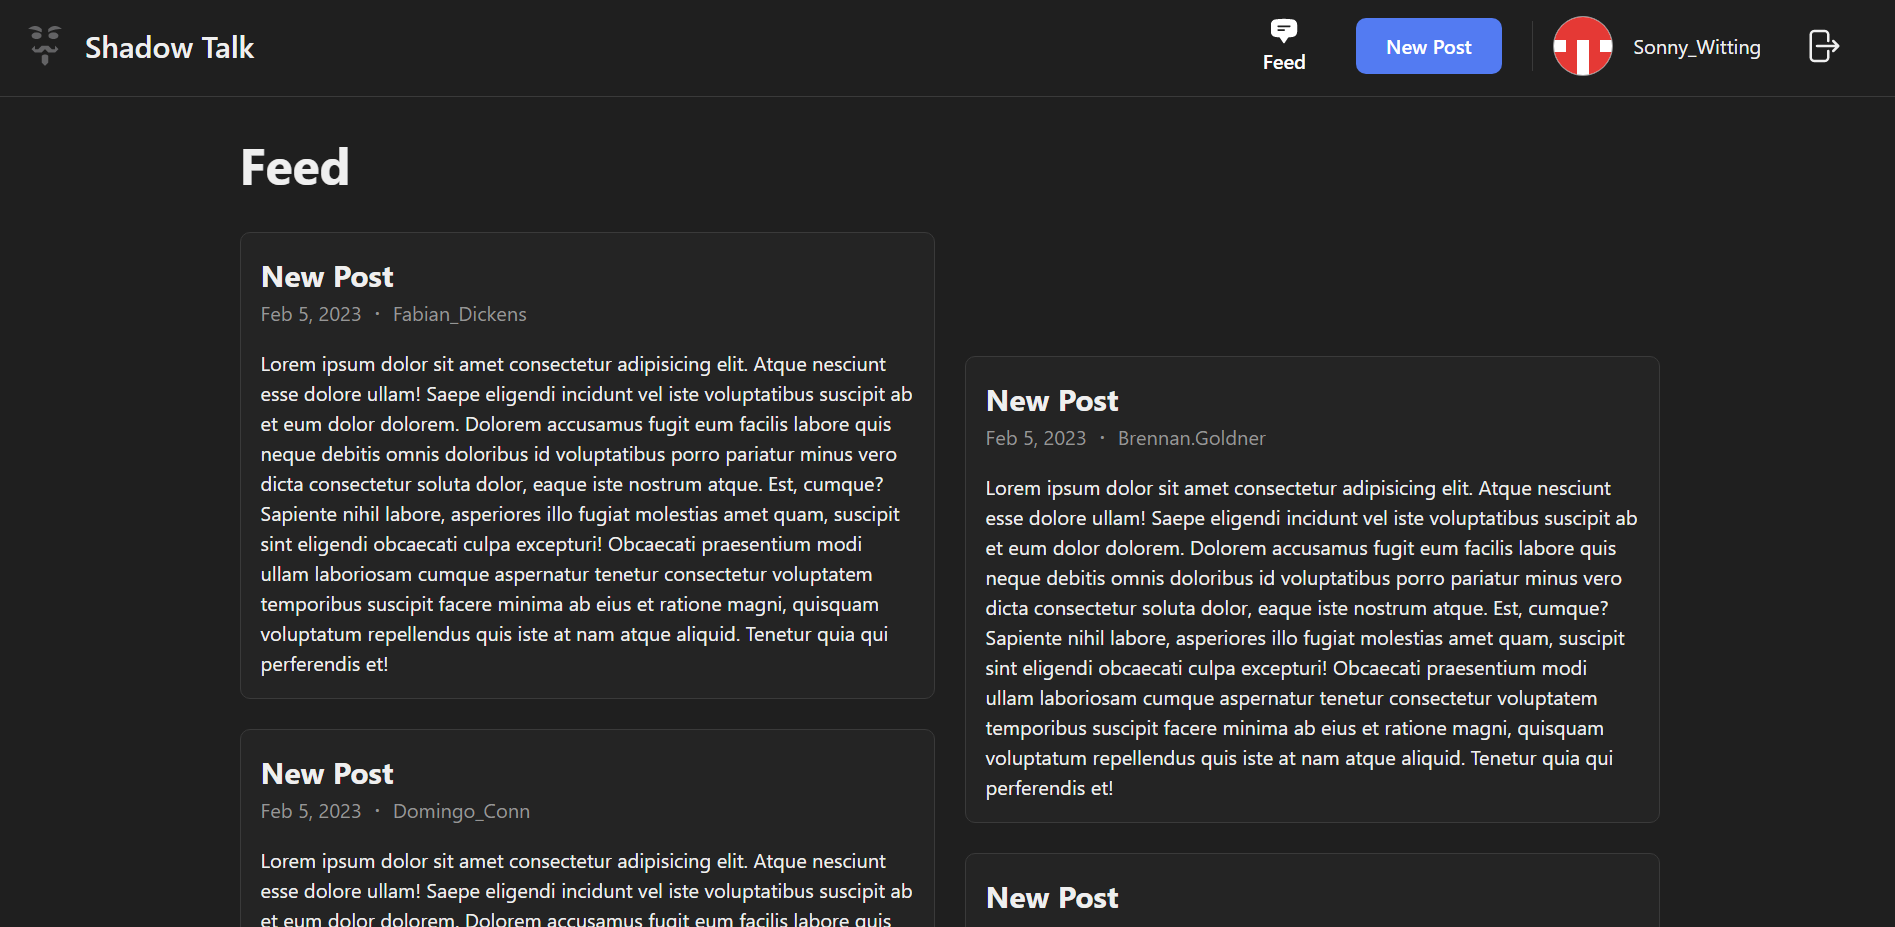 Shadow Talk
Feed
New Post
Sonny_Witting
Feed
New Post
Feb 5, 2023 • Fabian_Dickens
Lorem ipsum dolor sit amet consectetur adipisicing elit. Atque nesciunt
esse dolore ullam! Saepe eligendi incidunt vel iste voluptatibus suscipit ab
et eum dolor dolorem. Dolorem accusamus fugit eum facilis labore quis
neque debitis omnis doloribus id voluptatibus porro pariatur minus vero
dicta consectetur soluta dolor, eaque iste nostrum atque. Est, cumque?
Sapiente nihil labore, asperiores illo fugiat molestias amet quam, suscipit
sint eligendi obcaecati culpa excepturi! Obcaecati praesentium modi
ullam laboriosam cumque aspernatur tenetur consectetur voluptatem
temporibus suscipit facere minima ab eius et ratione magni, quisquam
voluptatum repellendus quis iste at nam atque aliquid. Tenetur quia qui
perferendis et!
New Post
Feb 5, 2023 • Domingo_Conn
Lorem ipsum dolor sit amet consectetur adipisicing elit. Atque nesciunt
esse dolore ullam! Saepe eligendi incidunt vel iste voluptatibus suscipit ab
et eum dolor dolorem. Dolorem accusamus fugit eum facilis labore quis
New Post
Feb 5, 2023 • Brennan.Goldner
Lorem ipsum dolor sit amet consectetur adipisicing elit. Atque nesciunt
esse dolore ullam! Saepe eligendi incidunt vel iste voluptatibus suscipit ab
et eum dolor dolorem. Dolorem accusamus fugit eum facilis labore quis
neque debitis omnis doloribus id voluptatibus porro pariatur minus vero
dicta consectetur soluta dolor, eaque iste nostrum atque. Est, cumque?
Sapiente nihil labore, asperiores illo fugiat molestias amet quam, suscipit
sint eligendi obcaecati culpa excepturi! Obcaecati praesentium modi
ullam laboriosam cumque aspernatur tenetur consectetur voluptatem
temporibus suscipit facere minima ab eius et ratione magni, quisquam
voluptatum repellendus quis iste at nam atque aliquid. Tenetur quia qui
perferendis et!
New Post